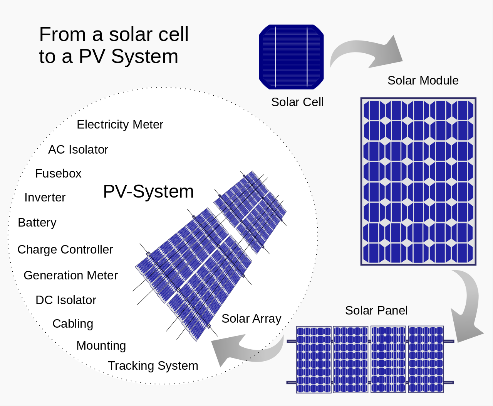 From a solar cell
to a PV System
Solar Cell
Solar Module
Electricity Meter
AC Isolator
Fusebox
PV-System
Inverter
Battery
Charge Controller
Generation Meter
DC Isolator
Solar Panel
Solar Array
Cabling
Mounting
Tracking System